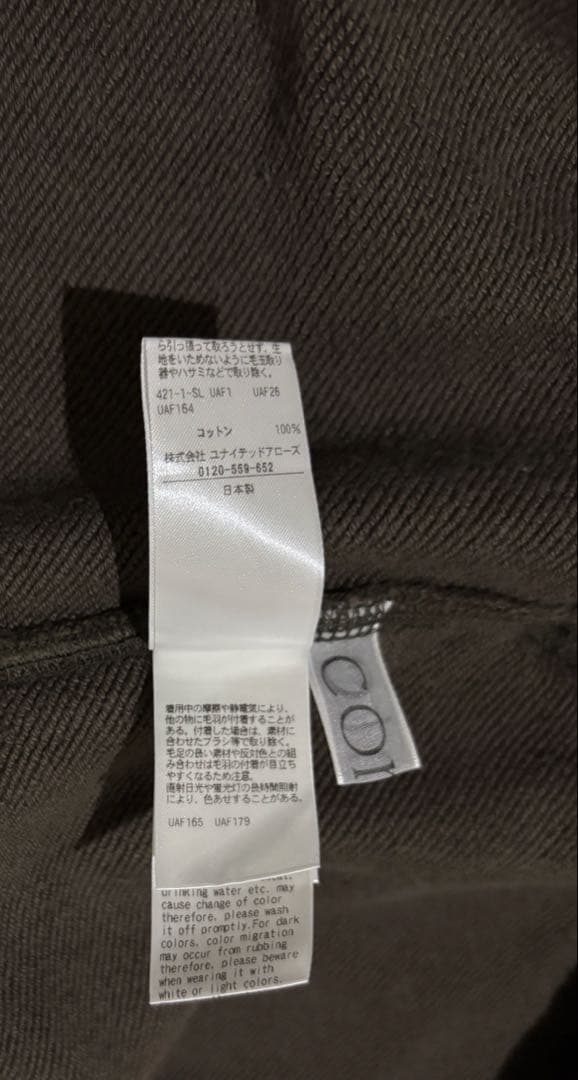 ら引っ張って取ろうとせず、生
地をいためないように毛玉取り
器やハサミなどで取り除く。
421-1-SL UAF1 UAF26
UAF164
コットン 100%
株式会社 ユナイテッドアローズ
0120-559-652
日本製
COI
着用中の摩擦や静電気により、
他の物に毛羽が付着することが
ある。付着した場合は、素材に
合わせたブラシ等で取り除く。
毛足の長い素材や反対色との組
み合わせは毛羽の付着が目立ち
やすくなるため注意。
直射日光や蛍光灯の長時間照射
により、色あせすることがある。
UAF165 UAF179
drinking water etc. may
cause change of color
therefore, please wash
it off promptly.For dark
colors, color migration
may occur from rubbing
therefore, please beware
when wearing it with
white or light colors.